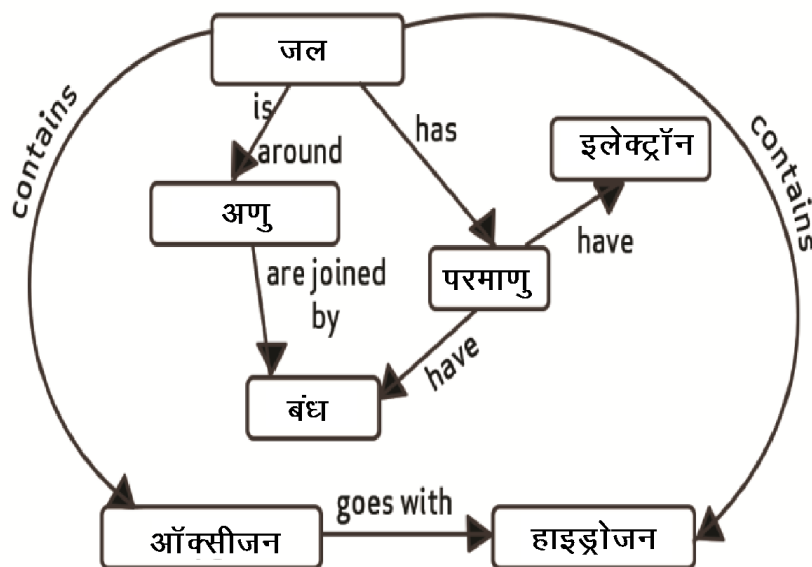 जल
is
around
has
contains
contains
इलेक्ट्रॉन
अणु
have
परमाणु
are joined
by
have
बंध
goes with
ऑक्सीजन
हाइड्रोजन